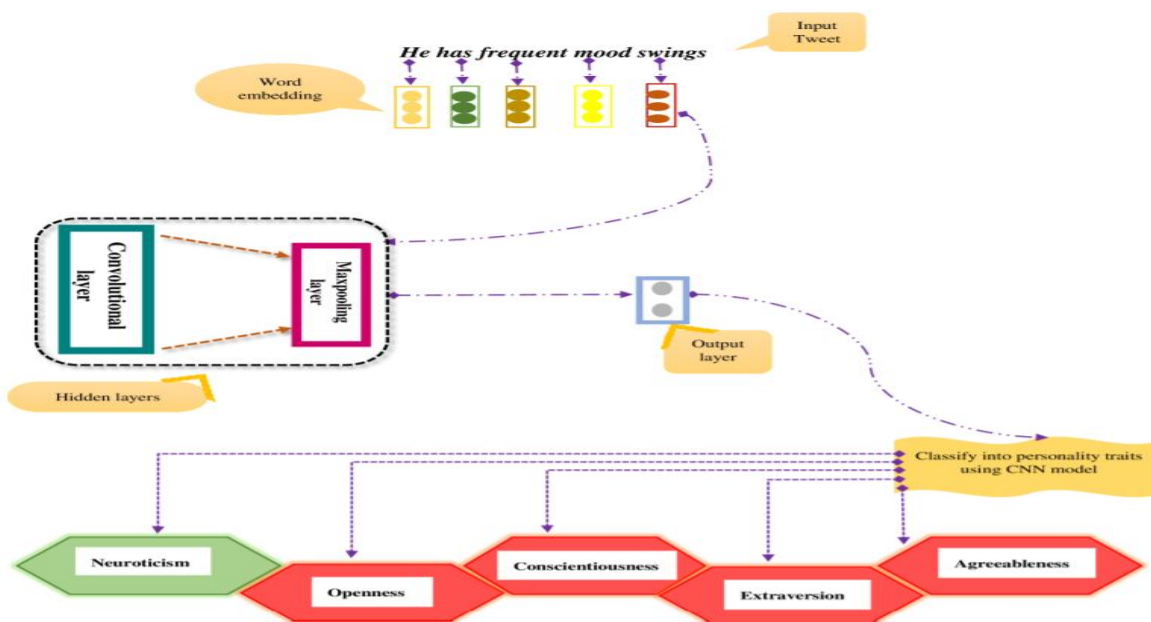 Input
Tweet
He has frequent mood swings
Word
embedding
Convolutional
layer
Maxpooling
layer
Output
layer
Hidden layers
Classify into personality traits
using CNN model
Neuroticism
Openness
Conscientiousness
Extraversion
Agreeableness